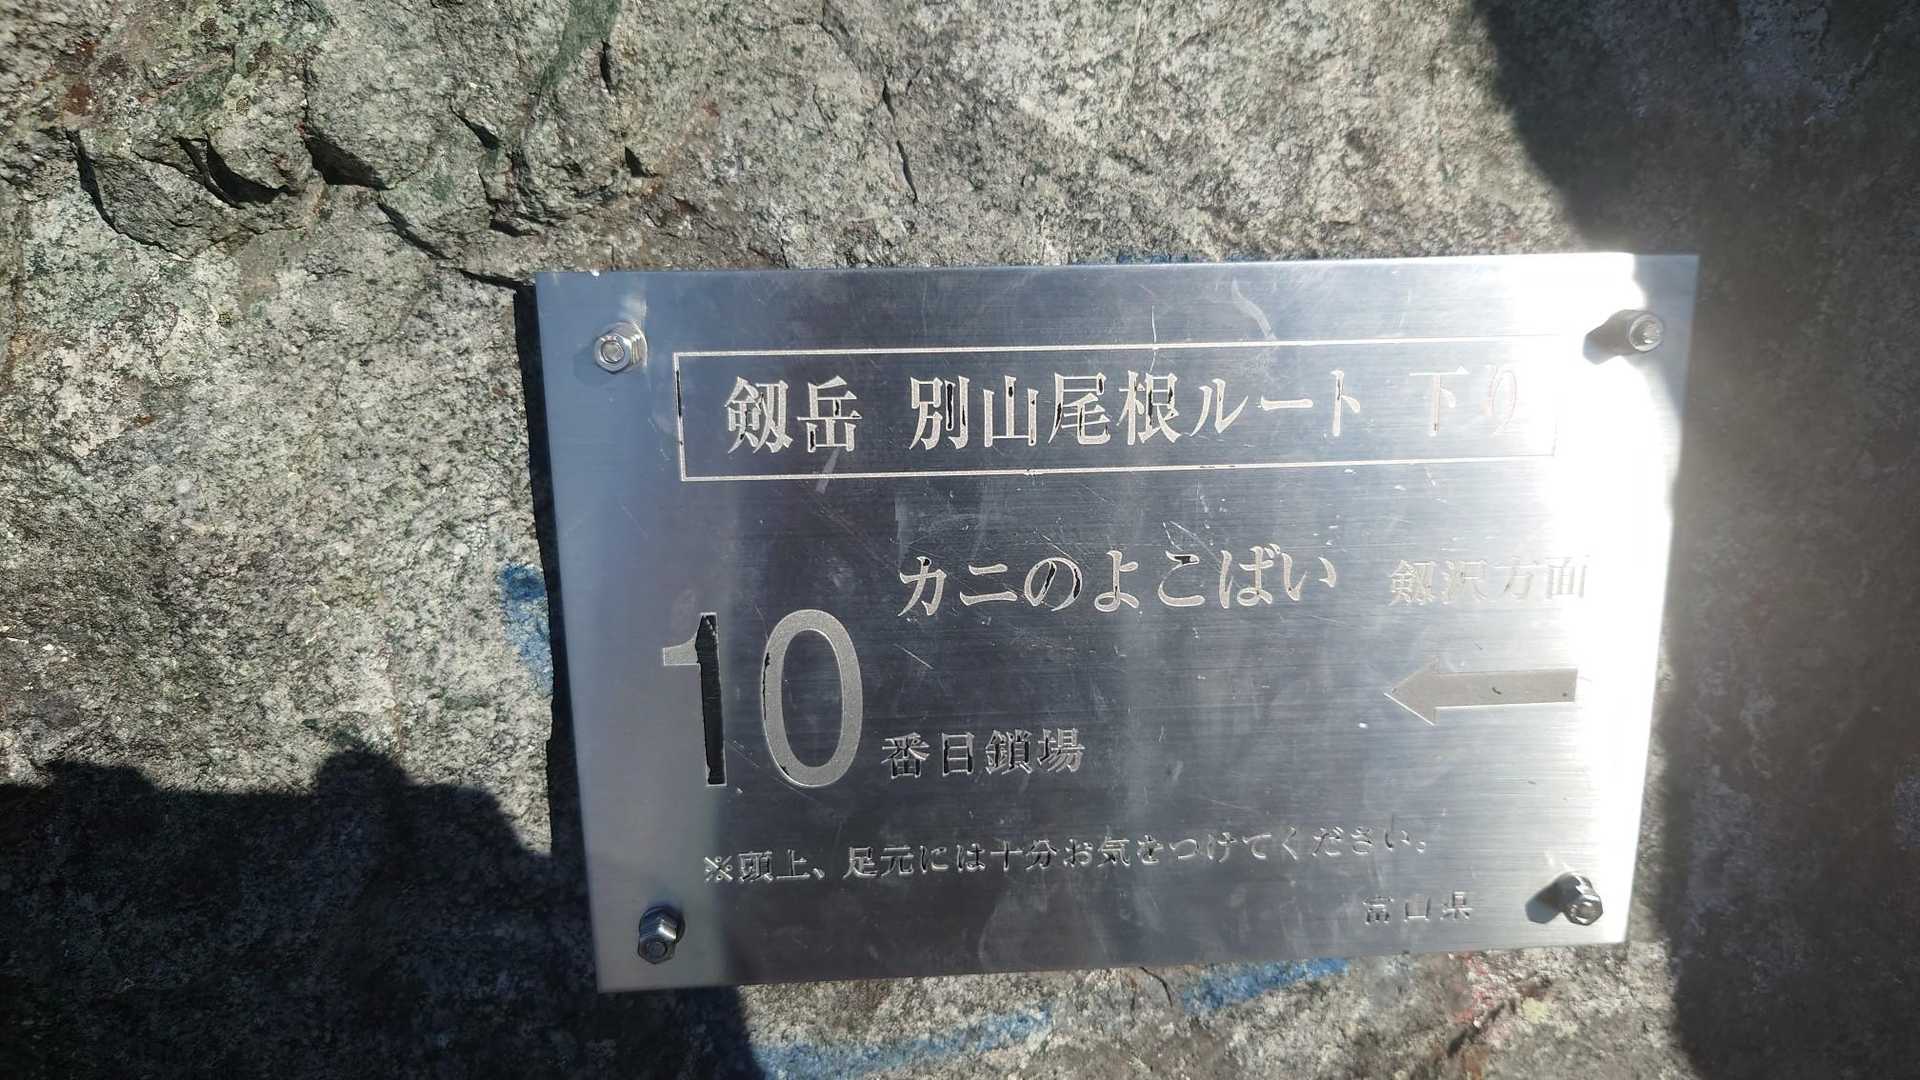 剱岳 別山尾根ルート 下り
カニのよこばい 剱沢方面
10番目鎖場
※頭上、足元には十分お気をつけてください。
富山県